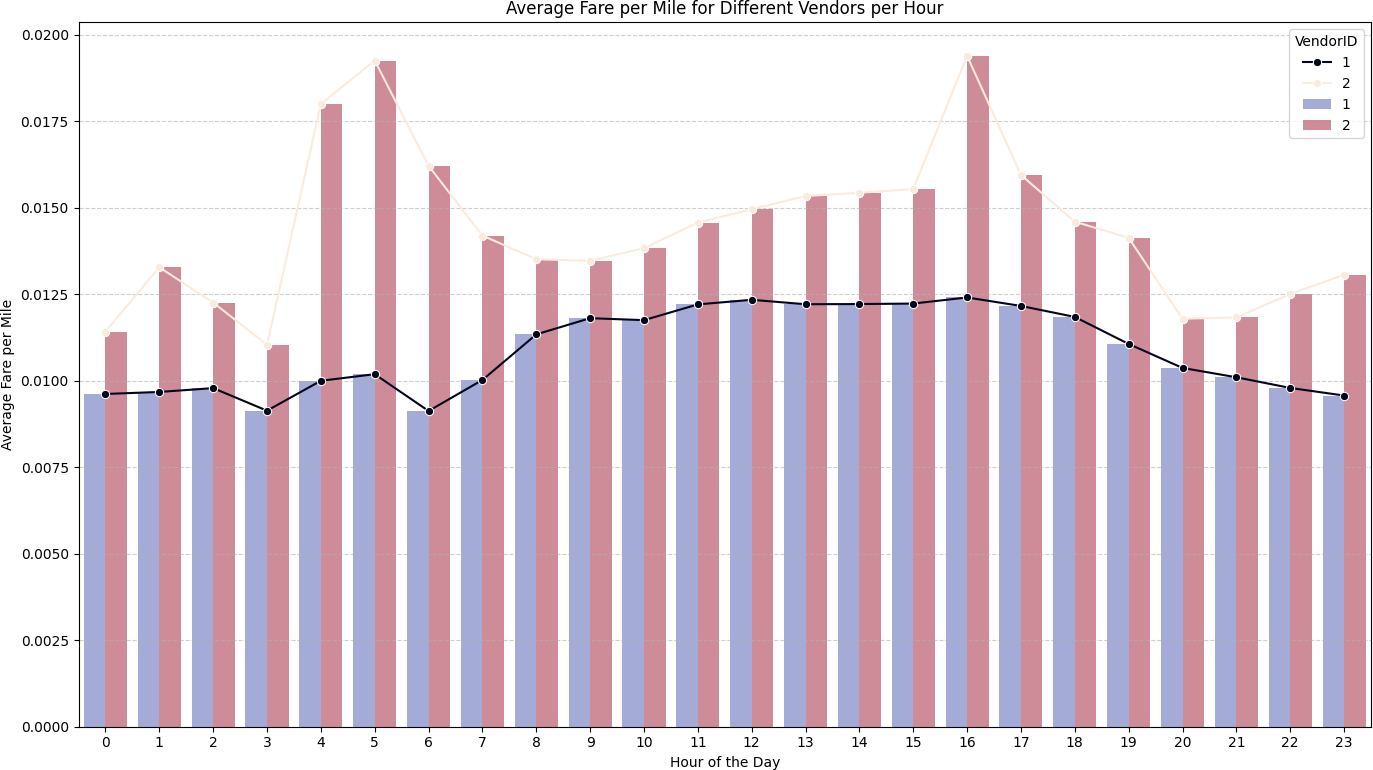 Average Fare per Mile for Different Vendors per Hour
0.0200
0.0175
0.0150
0.0125
0.0100
0.0075
0.0050
0.0025
0.0000
Average Fare per Mile
VendorID
1
2
1
2
0 1 2 3 4 5 6 7 8 9 10 11 12 13 14 15 16 17 18 19 20 21 22 23
Hour of the Day